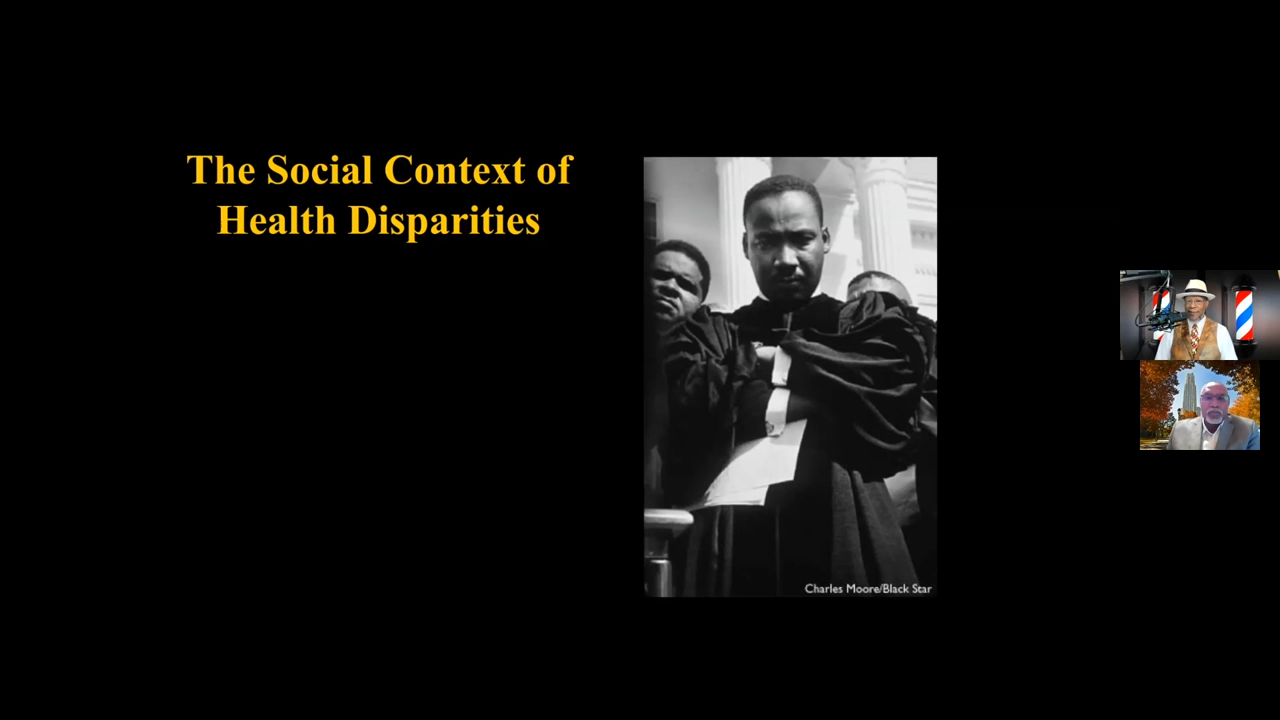 The Social Context of
Health Disparities
Charles Moore/Black Star